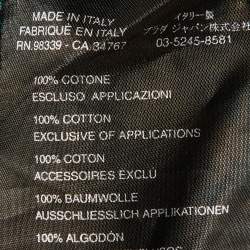 MADE IN ITALY
FABRIQUÉ EN ITALY
RN.98339-CA.34767
イタリー製
プラダ ジャパン株式会社
03-5245-8581
100% COTONE
ESCLUSO APPLICAZIONI
100% COTTON
EXCLUSIVE OF APPLICATIONS
100% COTON
ACCESSOIRES EXCLU
100% BAUMWOLLE
AUSSCHLIESSLICH APPLIKATIONEN
100% ALGODÓN